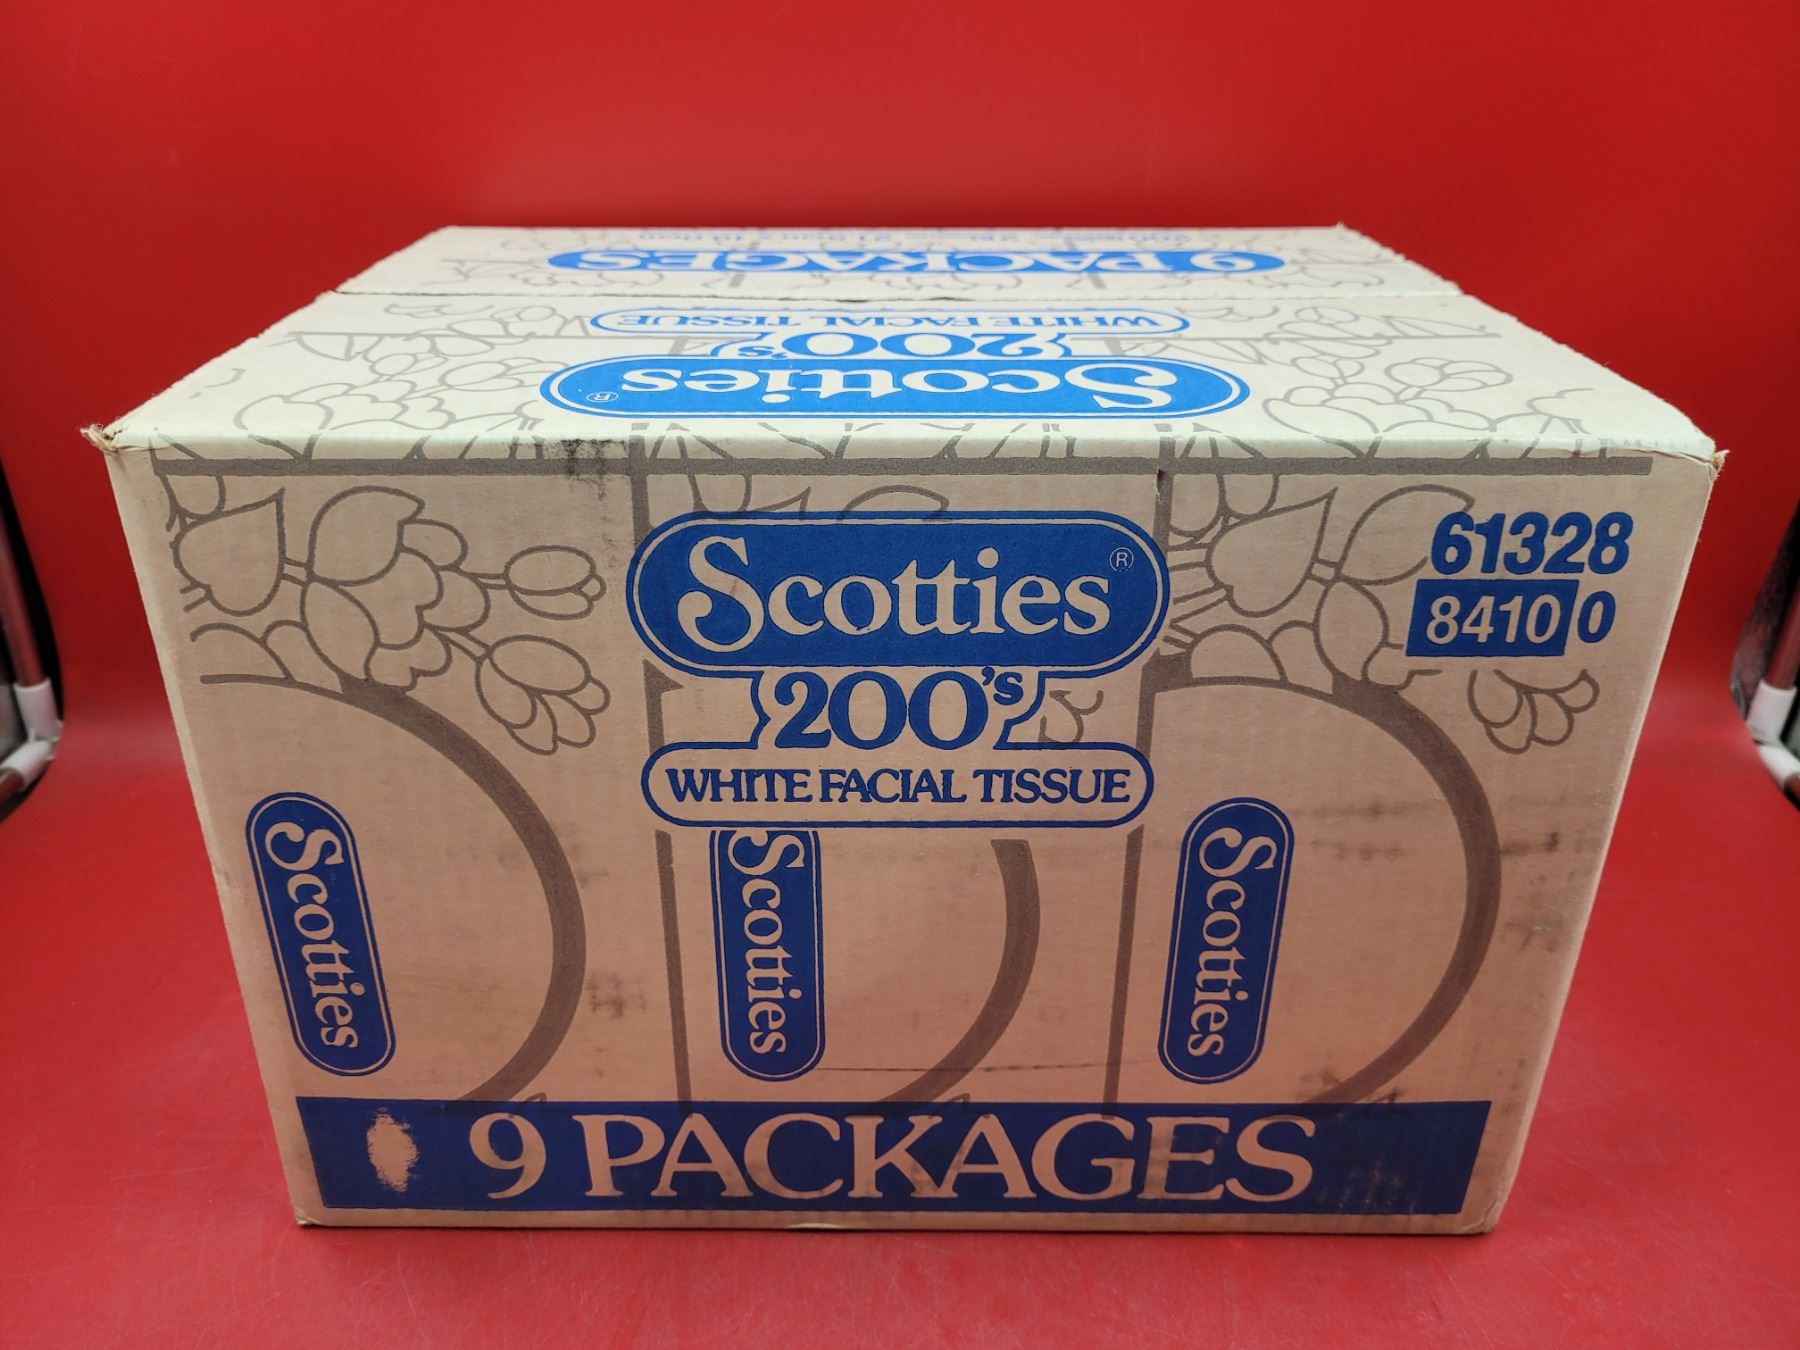 9 PACKAGES
WHITE FACIAL TISSUE
200's
Scotties®
Scotties®
200's
WHITE FACIAL TISSUE
61328
8410 0
Scotties
Scotties
Scotties
9 PACKAGES